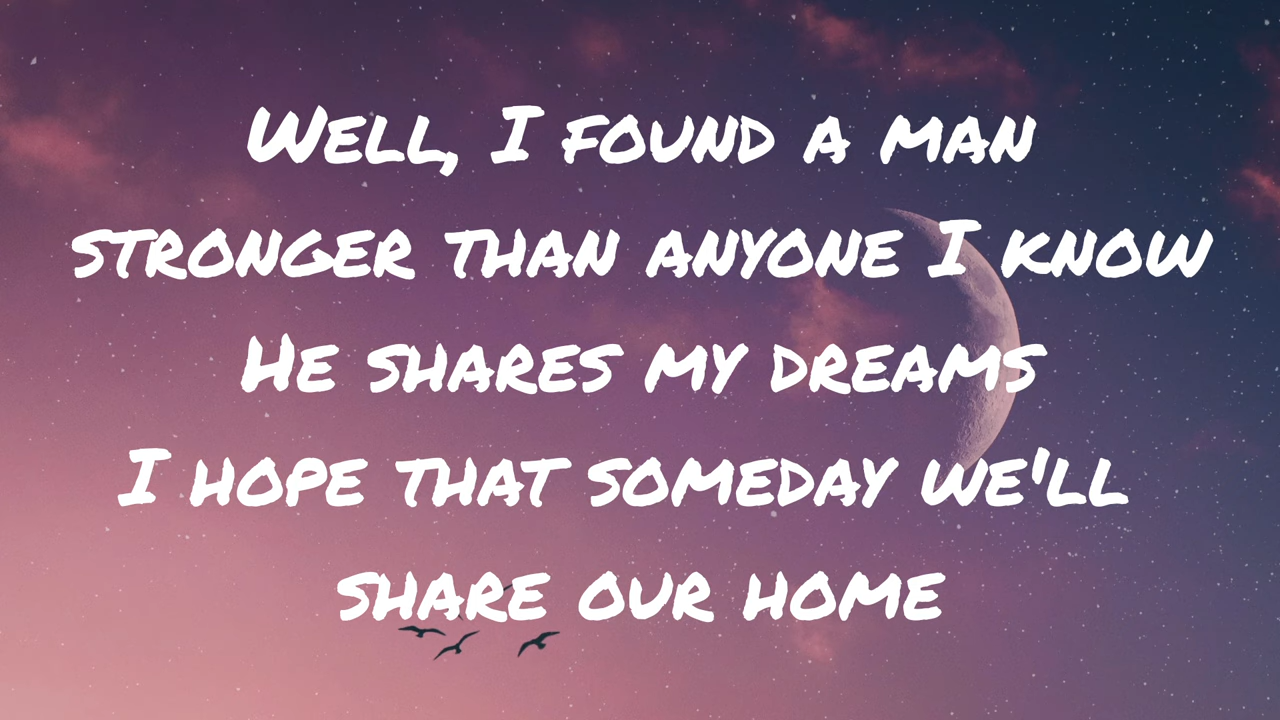 Well, I found a man
stronger than anyone I know
He shares my dreams
I hope that someday we'll
share our home